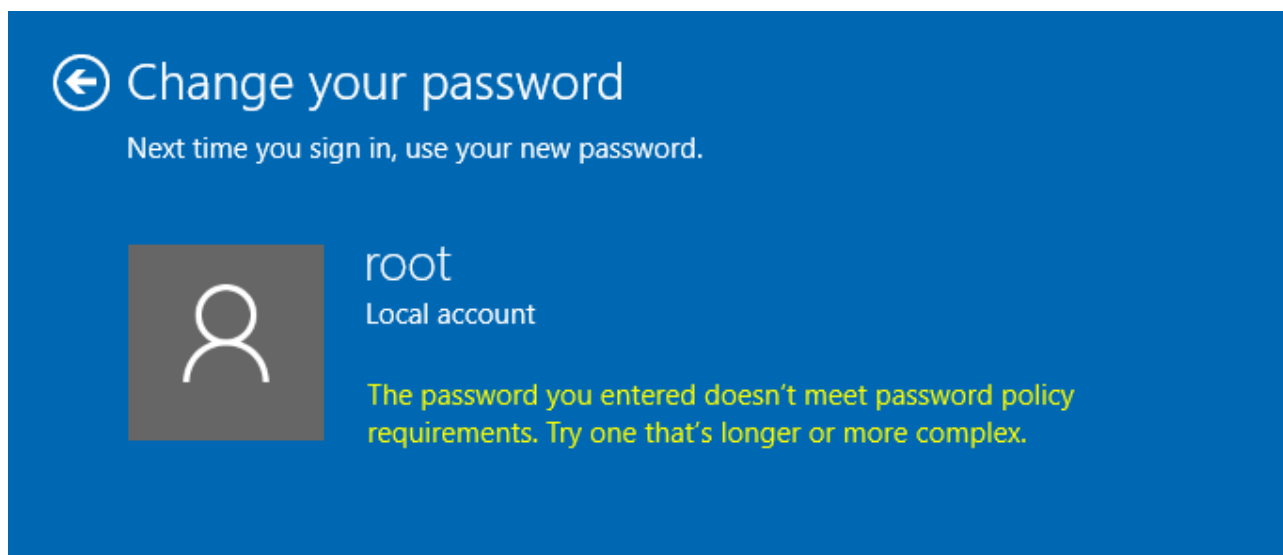 Change your password
Next time you sign in, use your new password.
root
Local account
The password you entered doesn’t meet password policy
requirements. Try one that’s longer or more complex.